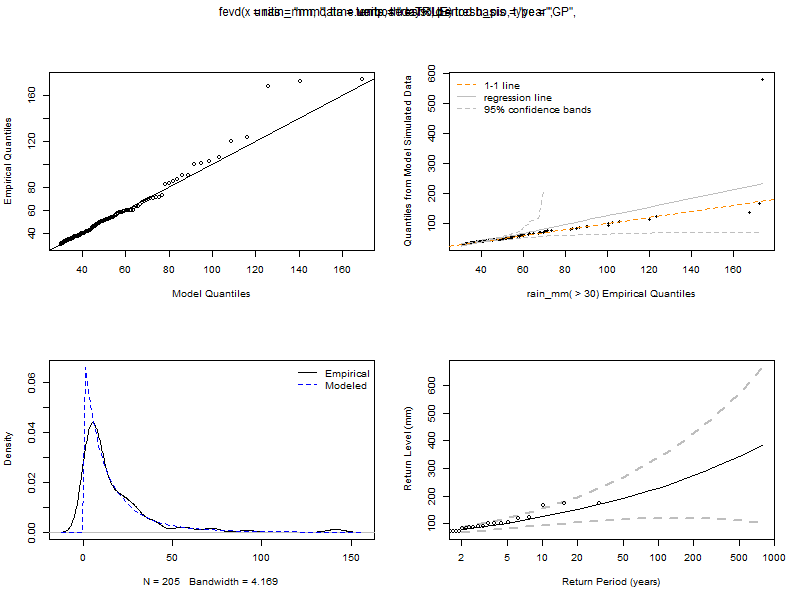 fevd(x
"GP",
160
120
80
60
40
Empirical Quantiles
40 60 80 100 120 140 160
Model Quantiles
1-1 line
regression line
95% confidence bands
600
500
400
300
200
100
Quantiles from Model Simulated Data
40 60 80 100 120 140 160
rain_mm( > 30) Empirical Quantiles
Empirical
Modeled
0.06
0.04
0.02
0.00
Density
0 50 100 150
N = 205 Bandwidth = 4.169
600
500
400
300
200
100
Return Level (mm)
2 5 10 20 50 100 200 500 1000
Return Period (years)